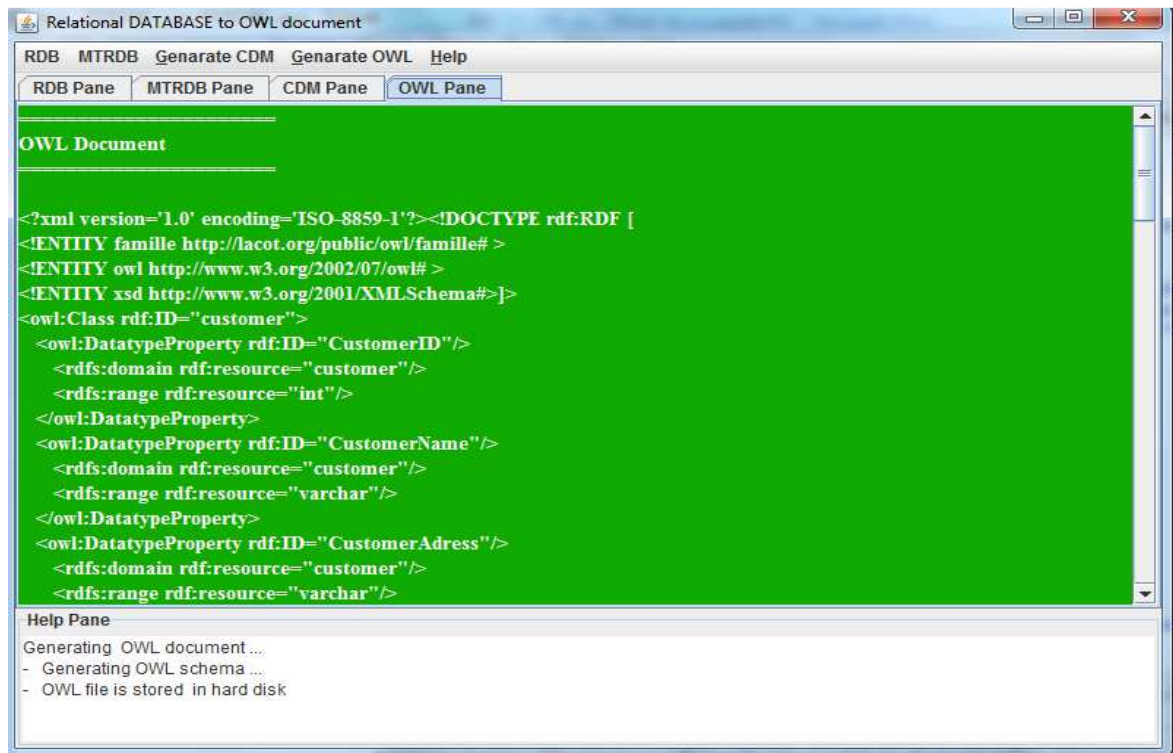 Relational DATABASE to OWL document
RDB MTRDB Genarate CDM Genarate OWL Help
RDB Pane MTRDB Pane CDM Pane OWL Pane
============================
OWL Document
============================
<?xml version='1.0' encoding='ISO-8859-1'?><!DOCTYPE rdf:RDF [
<!ENTITY famille http://lacot.org/public/owl/famille# >
<!ENTITY owl http://www.w3.org/2002/07/owl# >
<!ENTITY xsd http://www.w3.org/2001/XMLSchema#>]>
<owl:Class rdf:ID="customer">
<owl:DatatypeProperty rdf:ID="CustomerID"/>
<rdfs:domain rdf:resource="customer"/>
<rdfs:range rdf:resource="int"/>
</owl:DatatypeProperty>
<owl:DatatypeProperty rdf:ID="CustomerName"/>
<rdfs:domain rdf:resource="customer"/>
<rdfs:range rdf:resource="varchar"/>
</owl:DatatypeProperty>
<owl:DatatypeProperty rdf:ID="CustomerAdress"/>
<rdfs:domain rdf:resource="customer"/>
<rdfs:range rdf:resource="varchar"/>
Help Pane
Generating OWL document ...
- Generating OWL schema ...
- OWL file is stored in hard disk